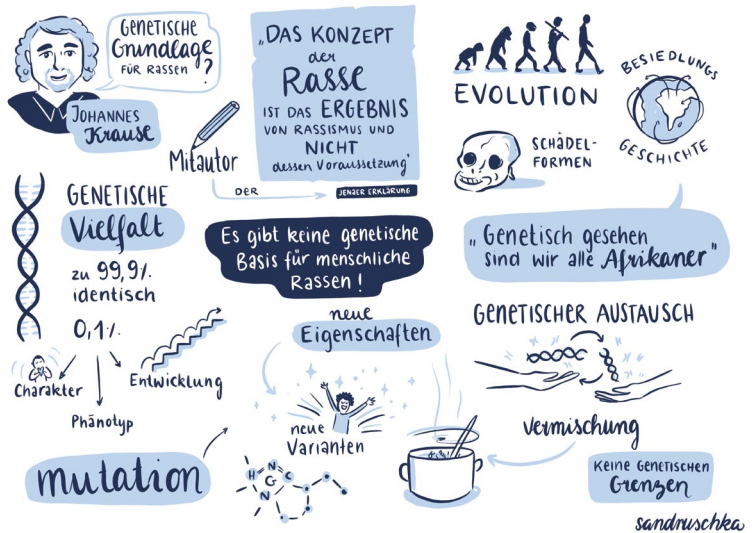 GENETISCHE
Grundlage
FÜR RASSEN ?
JOHANNES
Krause
Mitautor
DER
JENAER ERKLÄRUNG
„DAS KONZEPT
der
Rasse
IST DAS ERGEBNIS
VON RASSISMUS UND
NICHT
dessen Voraussetzung'
EVOLUTION
BESIEDLUNGS
GESCHICHTE
SCHÄDEL-
FORMEN
GENETISCHE
Vielfalt
zu 99,9%
identisch
0,1%
Charakter
Phänotyp
Entwicklung
Es gibt keine genetische
Basis für menschliche
Rassen !
„Genetisch gesehen
sind wir alle Afrikaner"
neue
Eigenschaften
neue
Varianten
mutation
H N C
G
N
GENETISCHER AUSTAUSCH
Vermischung
KEINE GENETISCHEN
Grenzen
sandruschka